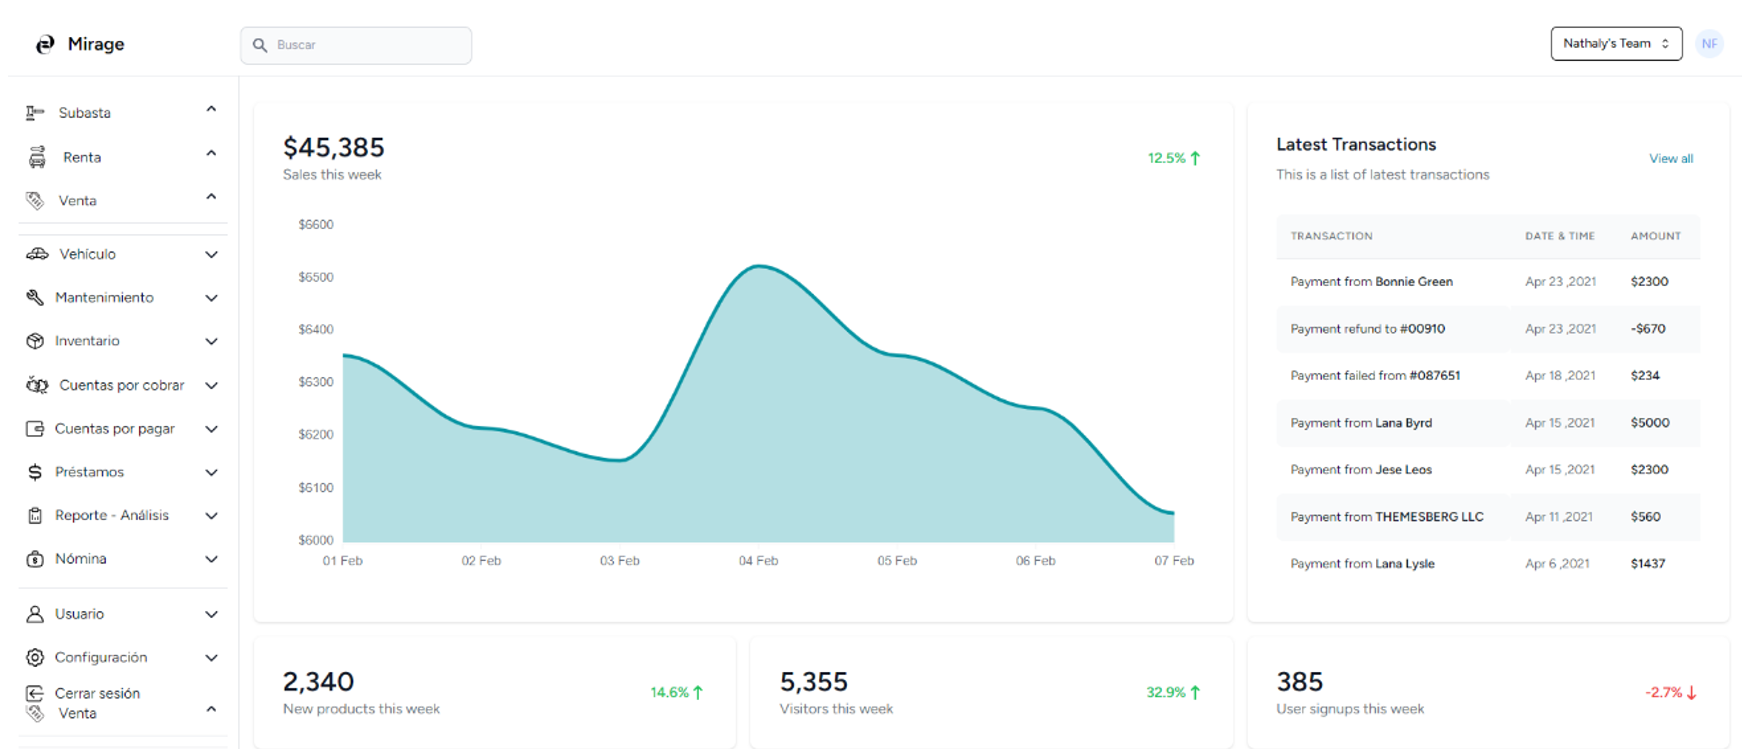 Mirage
Buscar
Nathaly's Team
NF
Subasta
Renta
Venta
Vehículo
Mantenimiento
Inventario
Cuentas por cobrar
Cuentas por pagar
Préstamos
Reporte - Análisis
Nómina
Usuario
Configuración
Cerrar sesión
Venta
$45,385
Sales this week
12.5%
$6600
$6500
$6400
$6300
$6200
$6100
$6000
01 Feb 02 Feb 03 Feb 04 Feb 05 Feb 06 Feb 07 Feb
Latest Transactions
View all
This is a list of latest transactions
TRANSACTION DATE & TIME AMOUNT
Payment from Bonnie Green Apr 23 ,2021 $2300
Payment refund to #00910 Apr 23 ,2021 -$670
Payment failed from #087651 Apr 18 ,2021 $234
Payment from Lana Byrd Apr 15 ,2021 $5000
Payment from Jese Leos Apr 15 ,2021 $2300
Payment from THEMESBERG LLC Apr 11 ,2021 $560
Payment from Lana Lysle Apr 6 ,2021 $1437
2,340
New products this week
14.6%
5,355
Visitors this week
32.9%
385
User signups this week
-2.7%